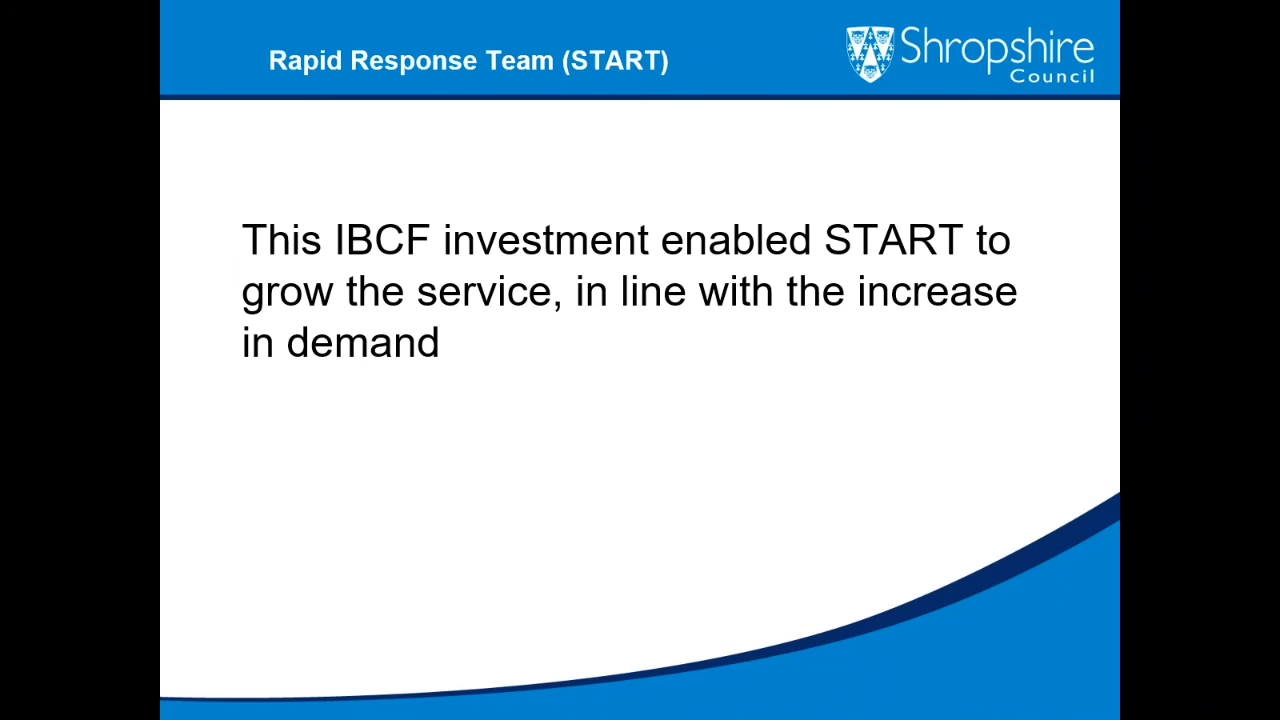 Rapid Response Team (START)
Shropshire
Council
This IBCF investment enabled START to
grow the service, in line with the increase
in demand